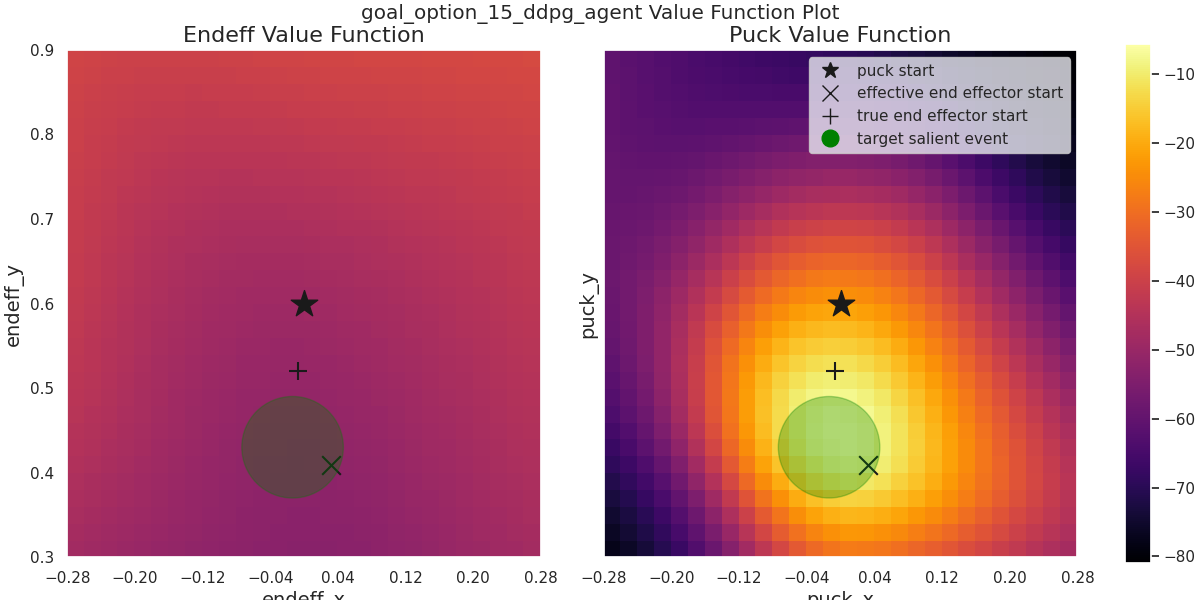 goal_option_15_ddpg_agent Value Function Plot
Endeff Value Function
Puck Value Function
0.9
0.8
0.7
0.6
0.5
0.4
0.3
endeff_y
−0.28 −0.20 −0.12 −0.04 0.04 0.12 0.20 0.28
endeff_x
puck_y
puck start
effective end effector start
true end effector start
target salient event
−0.28 −0.20 −0.12 −0.04 0.04 0.12 0.20 0.28
puck_x
−10
−20
−30
−40
−50
−60
−70
−80